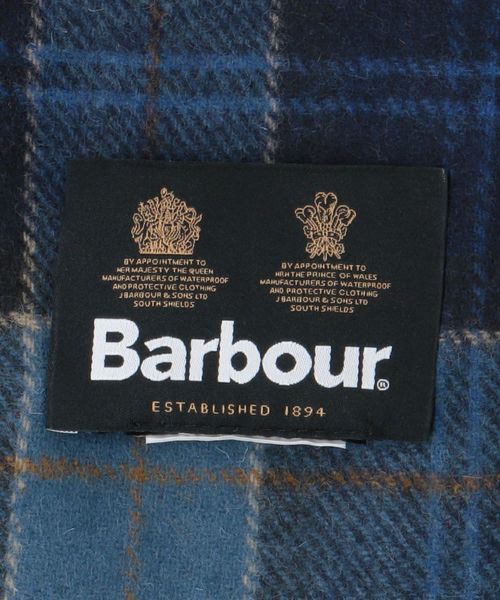 BY APPOINTMENT TO
HER MAJESTY THE QUEEN
MANUFACTURERS OF WATERPROOF
AND PROTECTIVE CLOTHING
J BARBOUR & SONS LTD
SOUTH SHIELDS
BY APPOINTMENT TO
HRH THE PRINCE OF WALES
MANUFACTURERS OF WATERPROOF
AND PROTECTIVE CLOTHING
J BARBOUR & SONS LTD
SOUTH SHIELDS
Barbour®
ESTABLISHED 1894